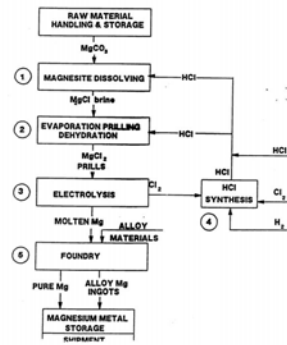 RAW MATERIAL
HANDLING & STORAGE
MgCO₃
1
MAGNESITE DISSOLVING
HCl
MgCl brine
2
EVAPORATION PRILLING
DEHYDRATION
HCl
MgCl₂
PRILLS
HCl
HCl
3
ELECTROLYSIS
Cl₂
HCl
SYNTHESIS
Cl₂
MOLTEN Mg
ALLOY
MATERIALS
4
H₂
5
FOUNDRY
PURE Mg
ALLOY Mg
INGOTS
MAGNESIUM METAL
STORAGE
SHIPMENT